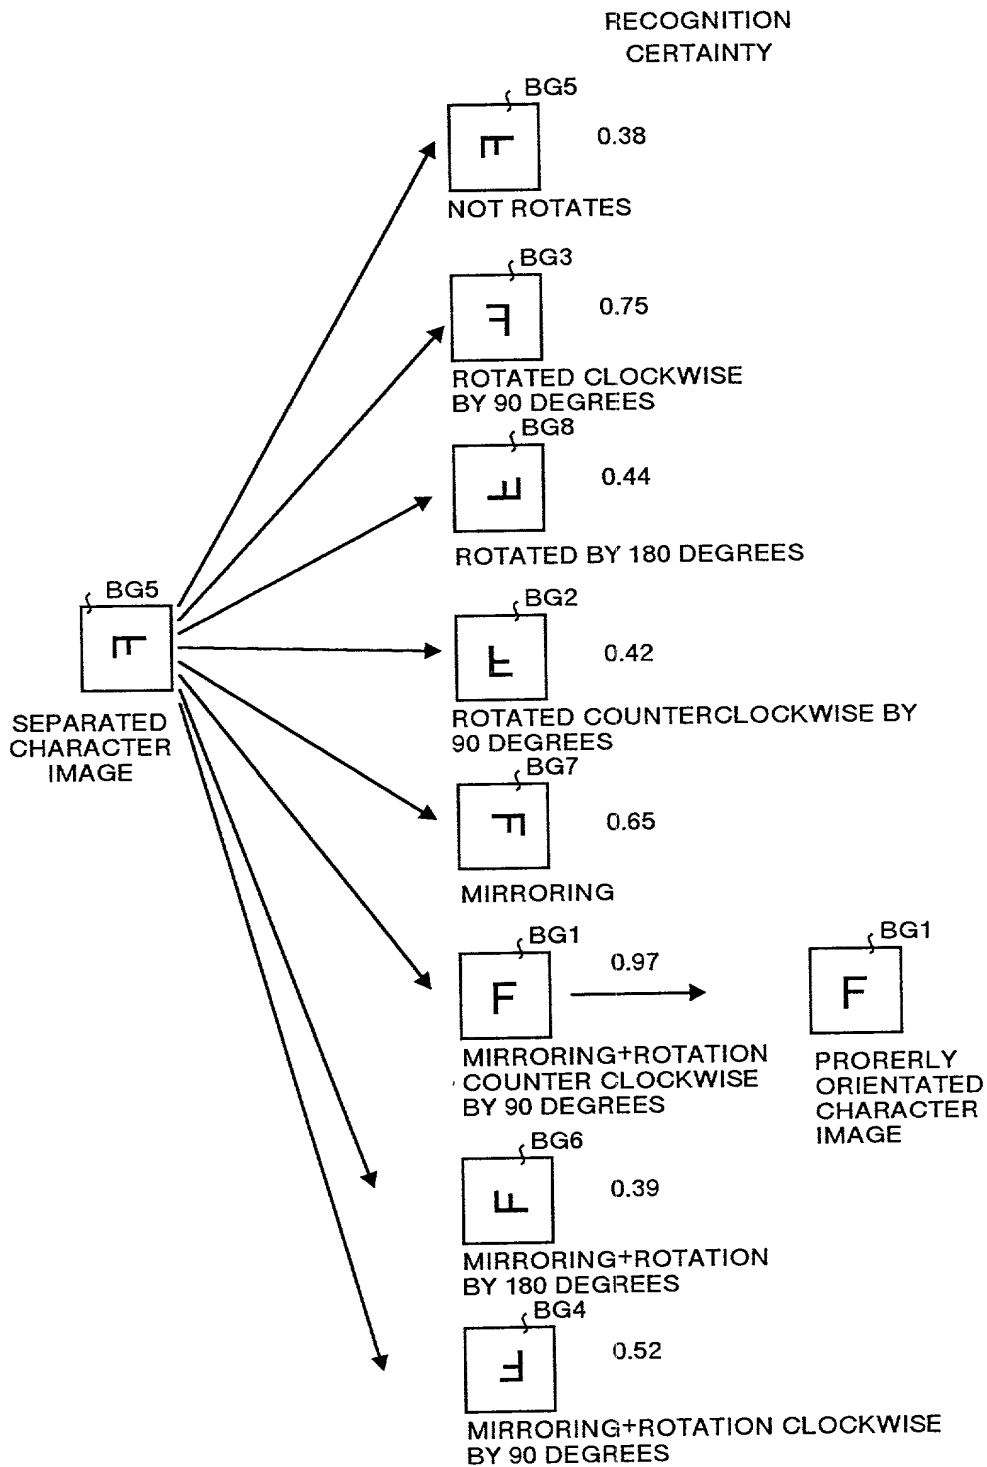 RECOGNITION
CERTAINTY
BG5
0.38
F
NOT ROTATES
BG3
0.75
F
ROTATED CLOCKWISE
BY 90 DEGREES
BG8
0.44
F
ROTATED BY 180 DEGREES
BG5
F
SEPARATED
CHARACTER
IMAGE
BG2
0.42
F
ROTATED COUNTERCLOCKWISE BY
90 DEGREES
BG7
0.65
F
MIRRORING
BG1
0.97
F
MIRRORING+ROTATION
COUNTER CLOCKWISE
BY 90 DEGREES
BG1
F
PRORERLY
ORIENTATED
CHARACTER
IMAGE
BG6
0.39
F
MIRRORING+ROTATION
BY 180 DEGREES
BG4
0.52
F
MIRRORING+ROTATION CLOCKWISE
BY 90 DEGREES